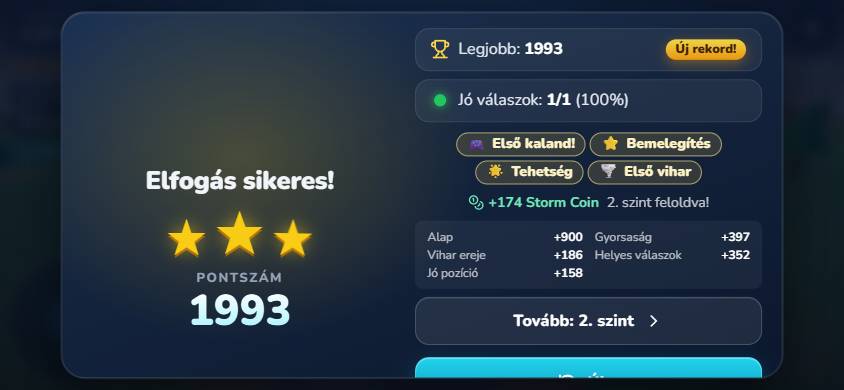 Elfogás sikeres!
PONTSZÁM
1993
Legjobb: 1993
Új rekord!
Jó válaszok: 1/1 (100%)
Első kaland!
Bemelegítés
Tehetség
Első vihar
+174 Storm Coin 2. szint feloldva!
Alap +900 Gyorsaság +397
Vihar ereje +186 Helyes válaszok +352
Jó pozíció +158
Tovább: 2. szint